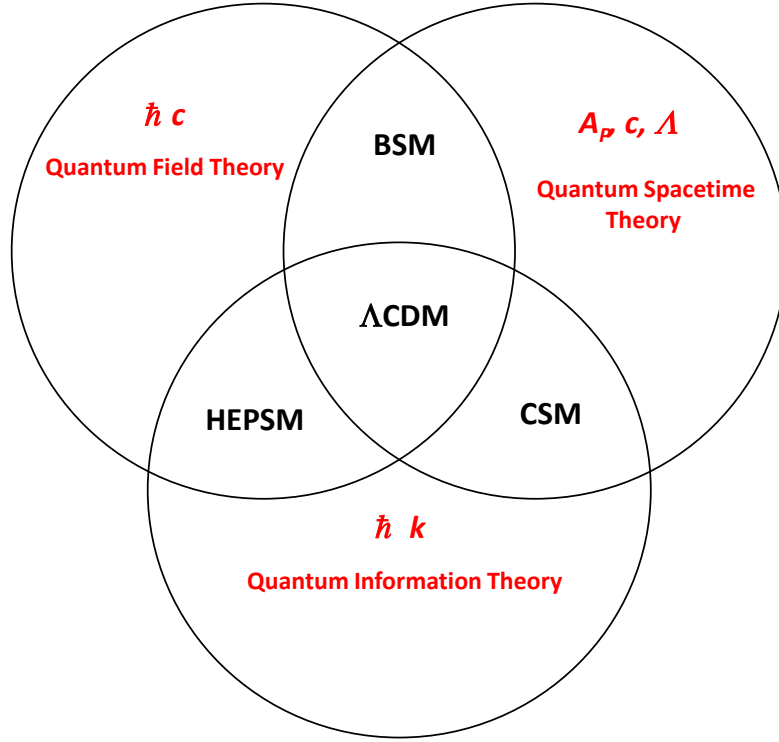 ħ c
Quantum Field Theory
BSM
A_P, c, Λ
Quantum Spacetime
Theory
ΛCDM
HEPSM
CSM
ħ k
Quantum Information Theory